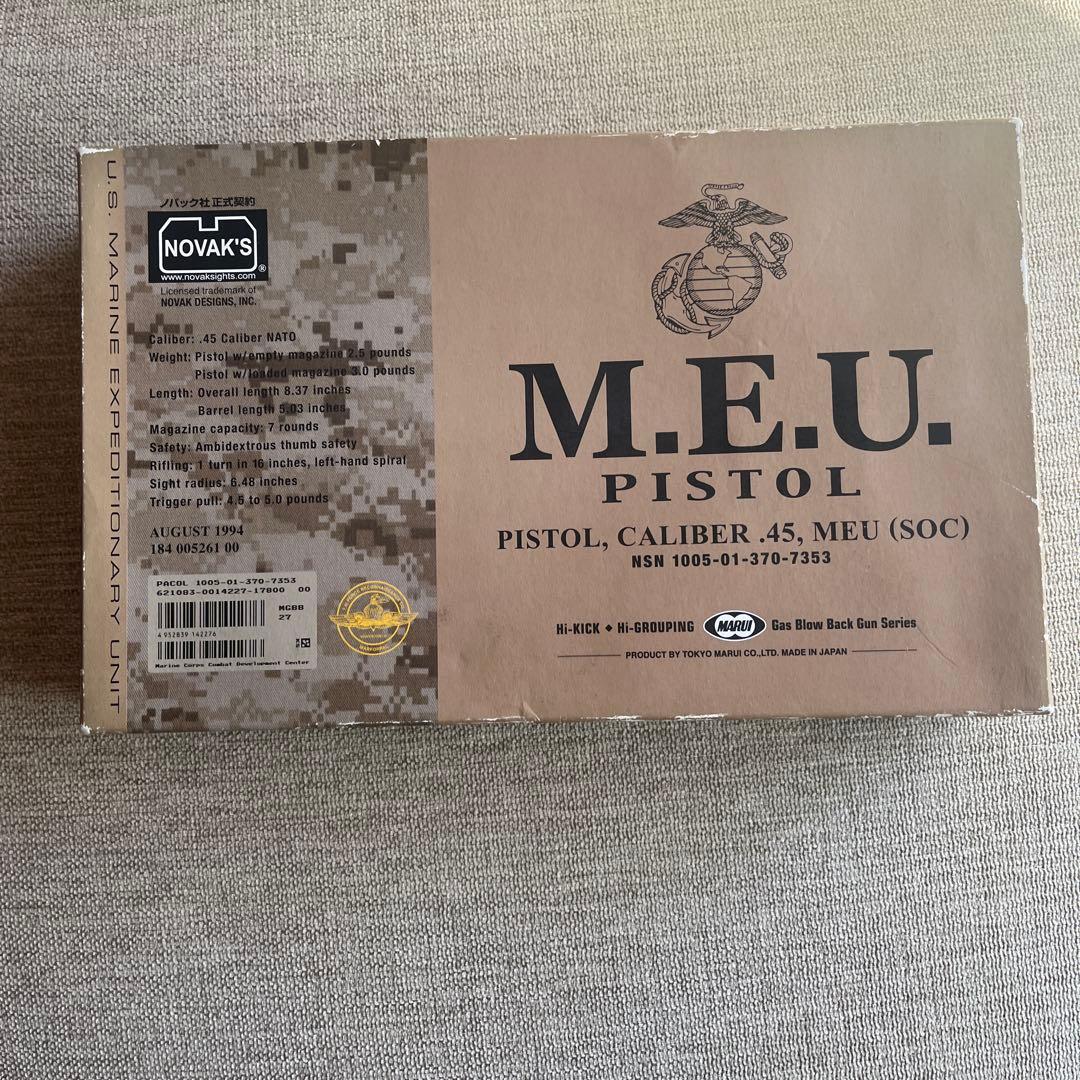 U.S. MARINE EXPEDITIONARY UNIT
ノバック社 正式契約
NOVAK'S
®
www.novaksights.com
Licensed trademark of
NOVAK DESIGNS, INC.
Caliber: .45 Caliber NATO
Weight: Pistol w/empty magazine 2.5 pounds
Pistol w/loaded magazine 3.0 pounds
Length: Overall length 8.37 inches
Barrel length 5.03 inches
Magazine capacity: 7 rounds
Safety: Ambidextrous thumb safety
Rifling: 1 turn in 16 inches, left-hand spiral
Sight radius: 6.48 inches
Trigger pull: 4.5 to 5.0 pounds
AUGUST 1994
184 005261 00
PACOL 1005-01-370-7353
621083-0014227-17800 00
MGBB
27
4 952839 142276
Marine Corps Combat Development Center
M.E.U.
PISTOL
PISTOL, CALIBER .45, MEU (SOC)
NSN 1005-01-370-7353
Hi-KICK ◆ Hi-GROUPING MARUI Gas Blow Back Gun Series
PRODUCT BY TOKYO MARUI CO.,LTD. MADE IN JAPAN